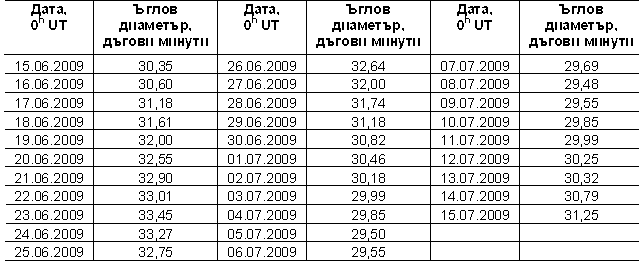 Дата, Ъглов Дата, Ъглов Дата, Ъглов
0h UT диаметър, 0h UT диаметър, 0h UT диаметър,
дъгови минути дъгови минути дъгови минути
15.06.2009 30,35 26.06.2009 32,64 07.07.2009 29,69
16.06.2009 30,60 27.06.2009 32,00 08.07.2009 29,48
17.06.2009 31,18 28.06.2009 31,74 09.07.2009 29,55
18.06.2009 31,61 29.06.2009 31,18 10.07.2009 29,85
19.06.2009 32,00 30.06.2009 30,82 11.07.2009 29,99
20.06.2009 32,55 01.07.2009 30,46 12.07.2009 30,25
21.06.2009 32,90 02.07.2009 30,18 13.07.2009 30,32
22.06.2009 33,01 03.07.2009 29,99 14.07.2009 30,79
23.06.2009 33,45 04.07.2009 29,85 15.07.2009 31,25
24.06.2009 33,27 05.07.2009 29,50
25.06.2009 32,75 06.07.2009 29,55